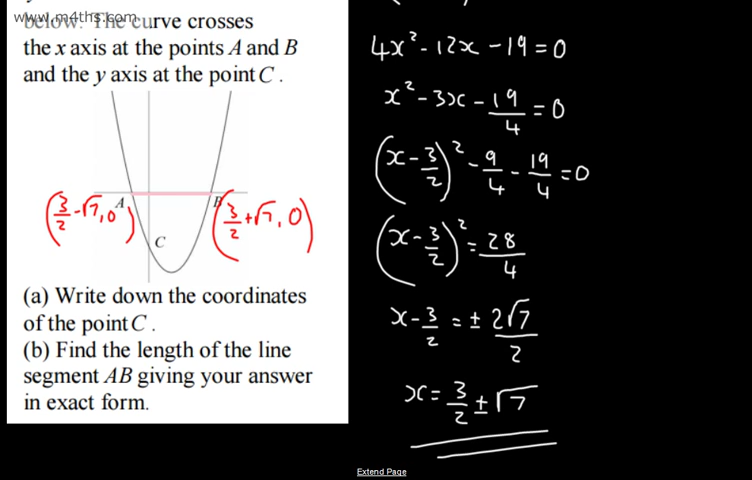 www.m4ths.com
below. The curve crosses
the x axis at the points A and B
and the y axis at the point C .
A
B
(3/2 - √7, 0)
(3/2 + √7, 0)
C
(a) Write down the coordinates
of the point C .
(b) Find the length of the line
segment AB giving your answer
in exact form.
4x² - 12x - 19 = 0
x² - 3x - 19/4 = 0
(x - 3/2)² - 9/4 - 19/4 = 0
(x - 3/2)² = 28/4
x - 3/2 = ± 2√7/2
x = 3/2 ± √7
Extend Page